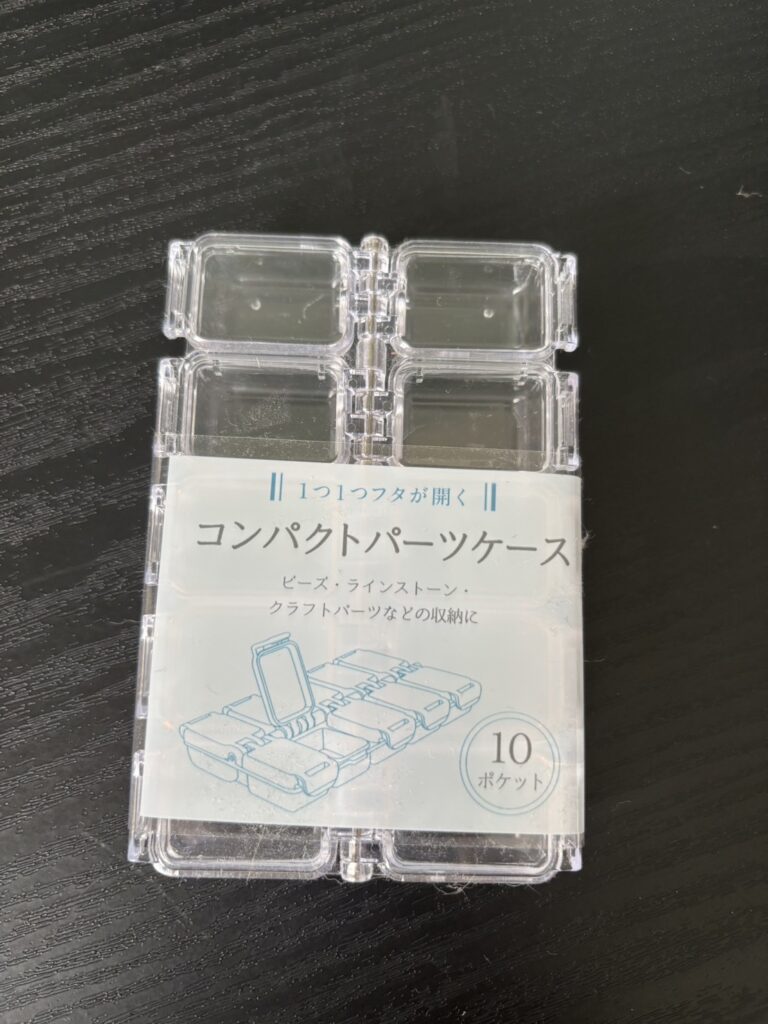 1つ1つフタが開く
コンパクトパーツケース
ビーズ・ラインストーン・
クラフトパーツなどの収納に
10
ポケット